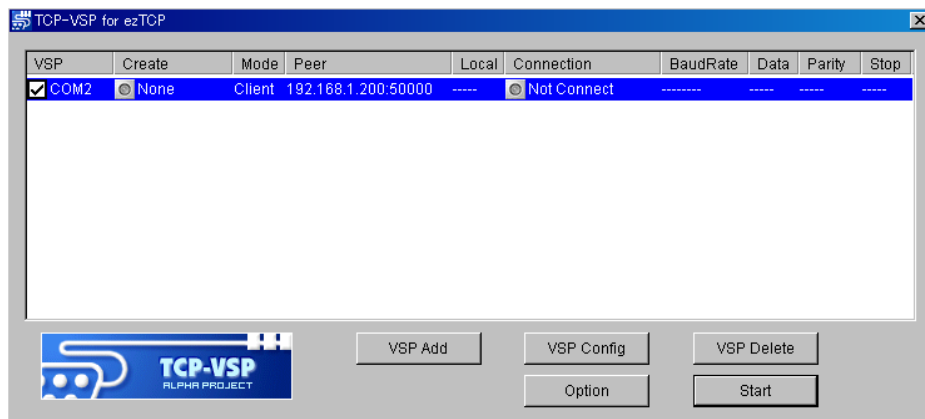 TCP-VSP for ezTCP
VSP Create Mode Peer Local Connection BaudRate Data Parity Stop
COM2 None Client 192.168.1.200:50000 ----- Not Connect -------- ----- ----- -----
VSP Add VSP Config VSP Delete
TCP-VSP
ALPHA PROJECT
Option Start